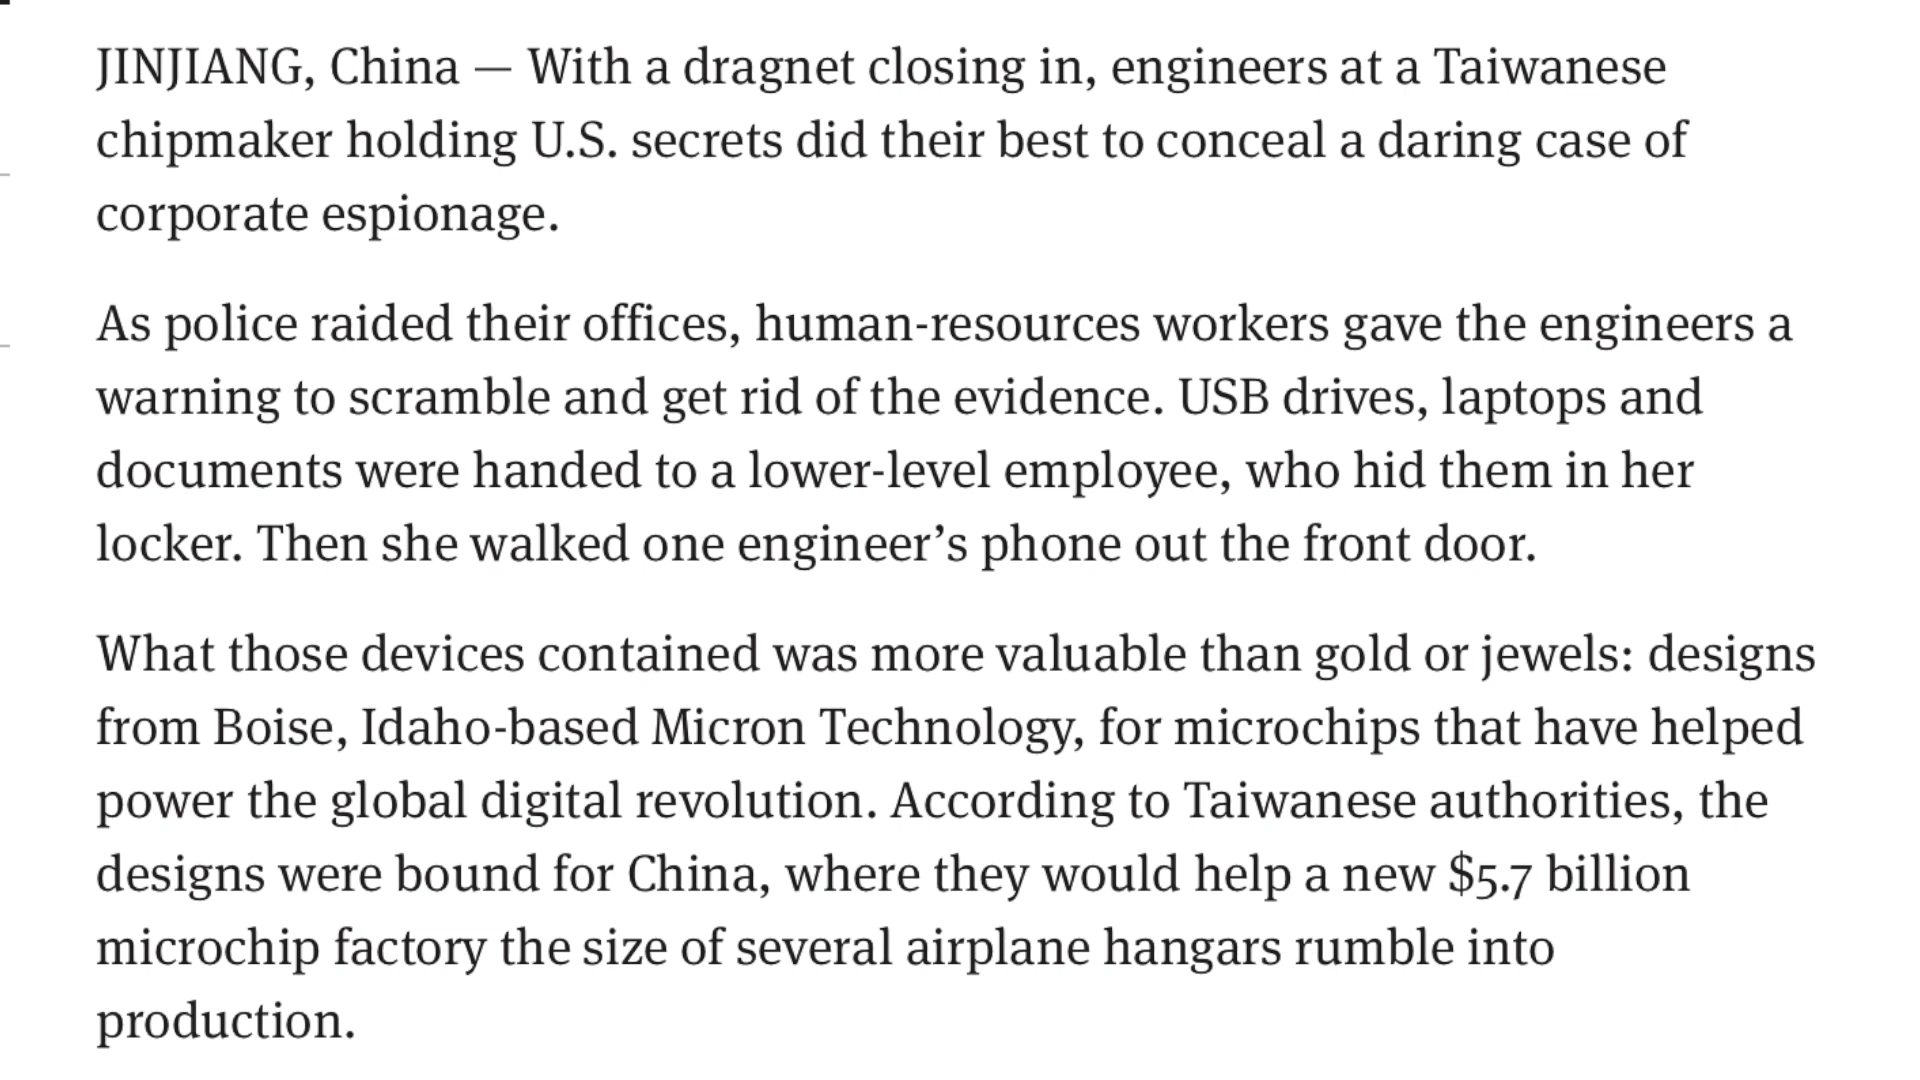 JINJIANG, China — With a dragnet closing in, engineers at a Taiwanese
chipmaker holding U.S. secrets did their best to conceal a daring case of
corporate espionage.
As police raided their offices, human-resources workers gave the engineers a
warning to scramble and get rid of the evidence. USB drives, laptops and
documents were handed to a lower-level employee, who hid them in her
locker. Then she walked one engineer’s phone out the front door.
What those devices contained was more valuable than gold or jewels: designs
from Boise, Idaho-based Micron Technology, for microchips that have helped
power the global digital revolution. According to Taiwanese authorities, the
designs were bound for China, where they would help a new $5.7 billion
microchip factory the size of several airplane hangars rumble into
production.